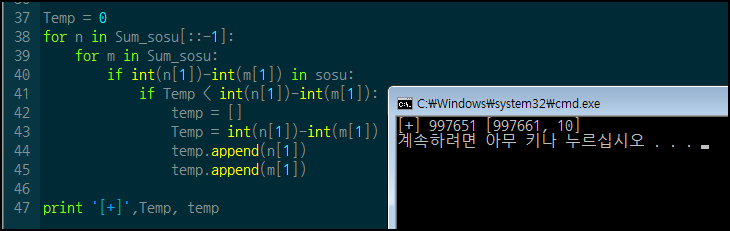 37 Temp = 0
38 for n in Sum_sosu[::-1]:
39     for m in Sum_sosu:
40         if int(n[1])-int(m[1]) in sosu:
41             if Temp < int(n[1])-int(m[1]):
42                 temp = []
43                 Temp = int(n[1])-int(m[1])
44                 temp.append(n[1])
45                 temp.append(m[1])
46
47 print '[+]',Temp, temp
C:₩Windows₩system32₩cmd.exe
[+] 997651 [997661, 10]
계속하려면 아무 키나 누르십시오 . . .